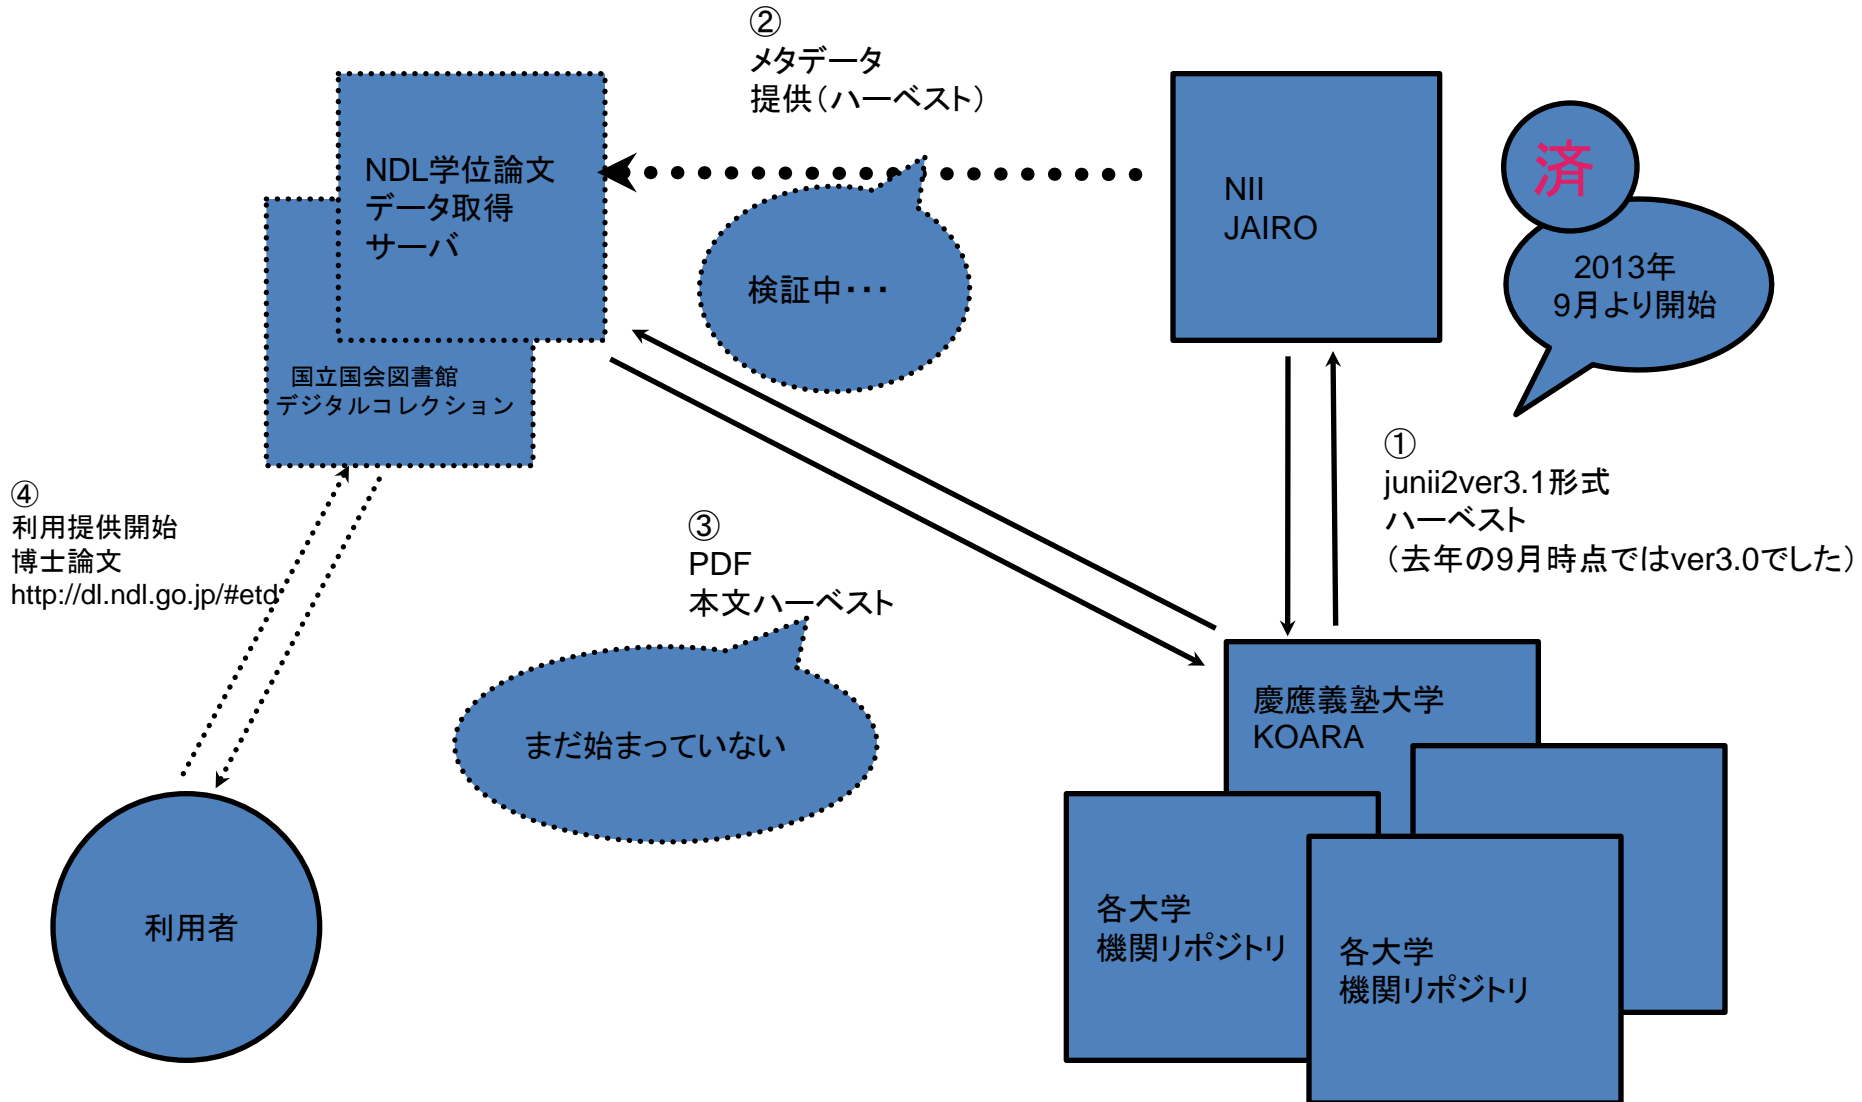 ②
メタデータ
提供（ハーベスト）
NDL学位論文
データ取得
サーバ
国立国会図書館
デジタルコレクション
検証中・・・
NII
JAIRO
済
2013年
9月より開始
①
junii2ver3.1形式
ハーベスト
（去年の9月時点ではver3.0でした）
④
利用提供開始
博士論文
http://dl.ndl.go.jp/#etd
③
PDF
本文ハーベスト
まだ始まっていない
慶應義塾大学
KOARA
各大学
機関リポジトリ
各大学
機関リポジトリ
利用者